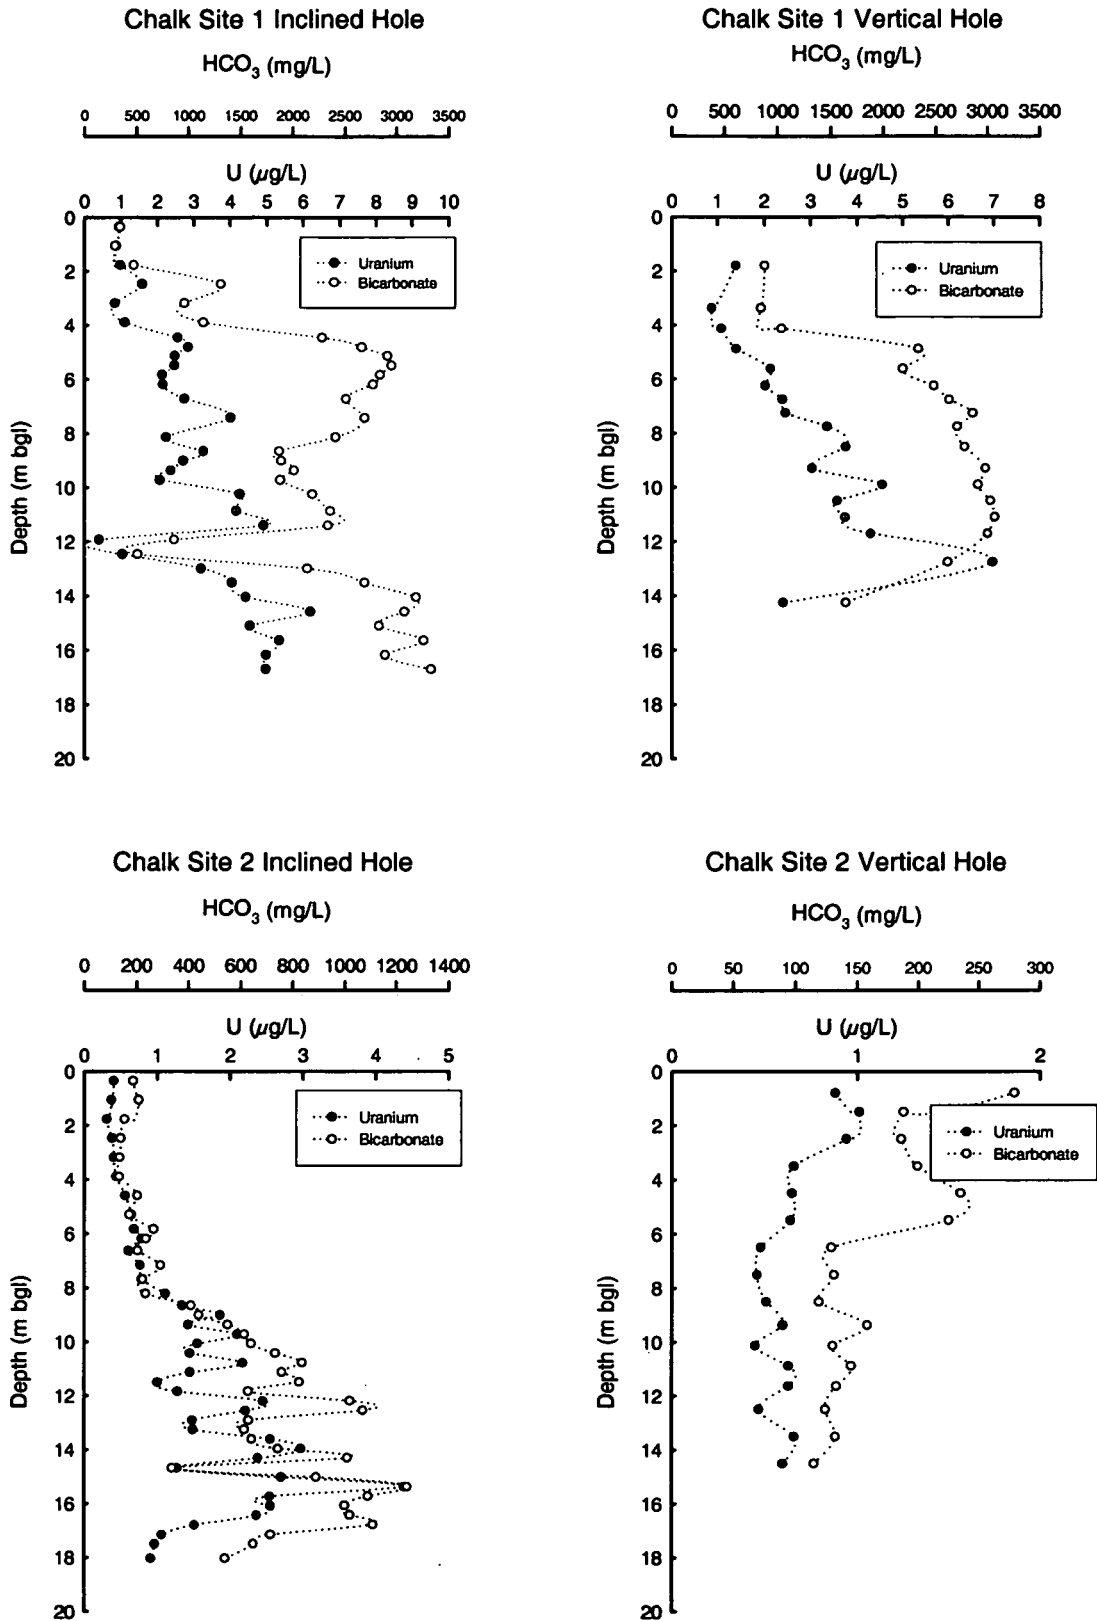 Chalk Site 1 Inclined Hole
HCO3 (mg/L)
0 500 1000 1500 2000 2500 3000 3500
U (µg/L)
0 1 2 3 4 5 6 7 8 9 10
Uranium
Bicarbonate
Depth (m bgl)
0
2
4
6
8
10
12
14
16
18
20
Chalk Site 1 Vertical Hole
HCO3 (mg/L)
0 500 1000 1500 2000 2500 3000 3500
U (µg/L)
0 1 2 3 4 5 6 7 8
Uranium
Bicarbonate
Depth (m bgl)
0
2
4
6
8
10
12
14
16
18
20
Chalk Site 2 Inclined Hole
HCO3 (mg/L)
0 200 400 600 800 1000 1200 1400
U (µg/L)
0 1 2 3 4 5
Uranium
Bicarbonate
Depth (m bgl)
0
2
4
6
8
10
12
14
16
18
20
Chalk Site 2 Vertical Hole
HCO3 (mg/L)
0 50 100 150 200 250 300
U (µg/L)
0 1 2
Uranium
Bicarbonate
Depth (m bgl)
0
2
4
6
8
10
12
14
16
18
20